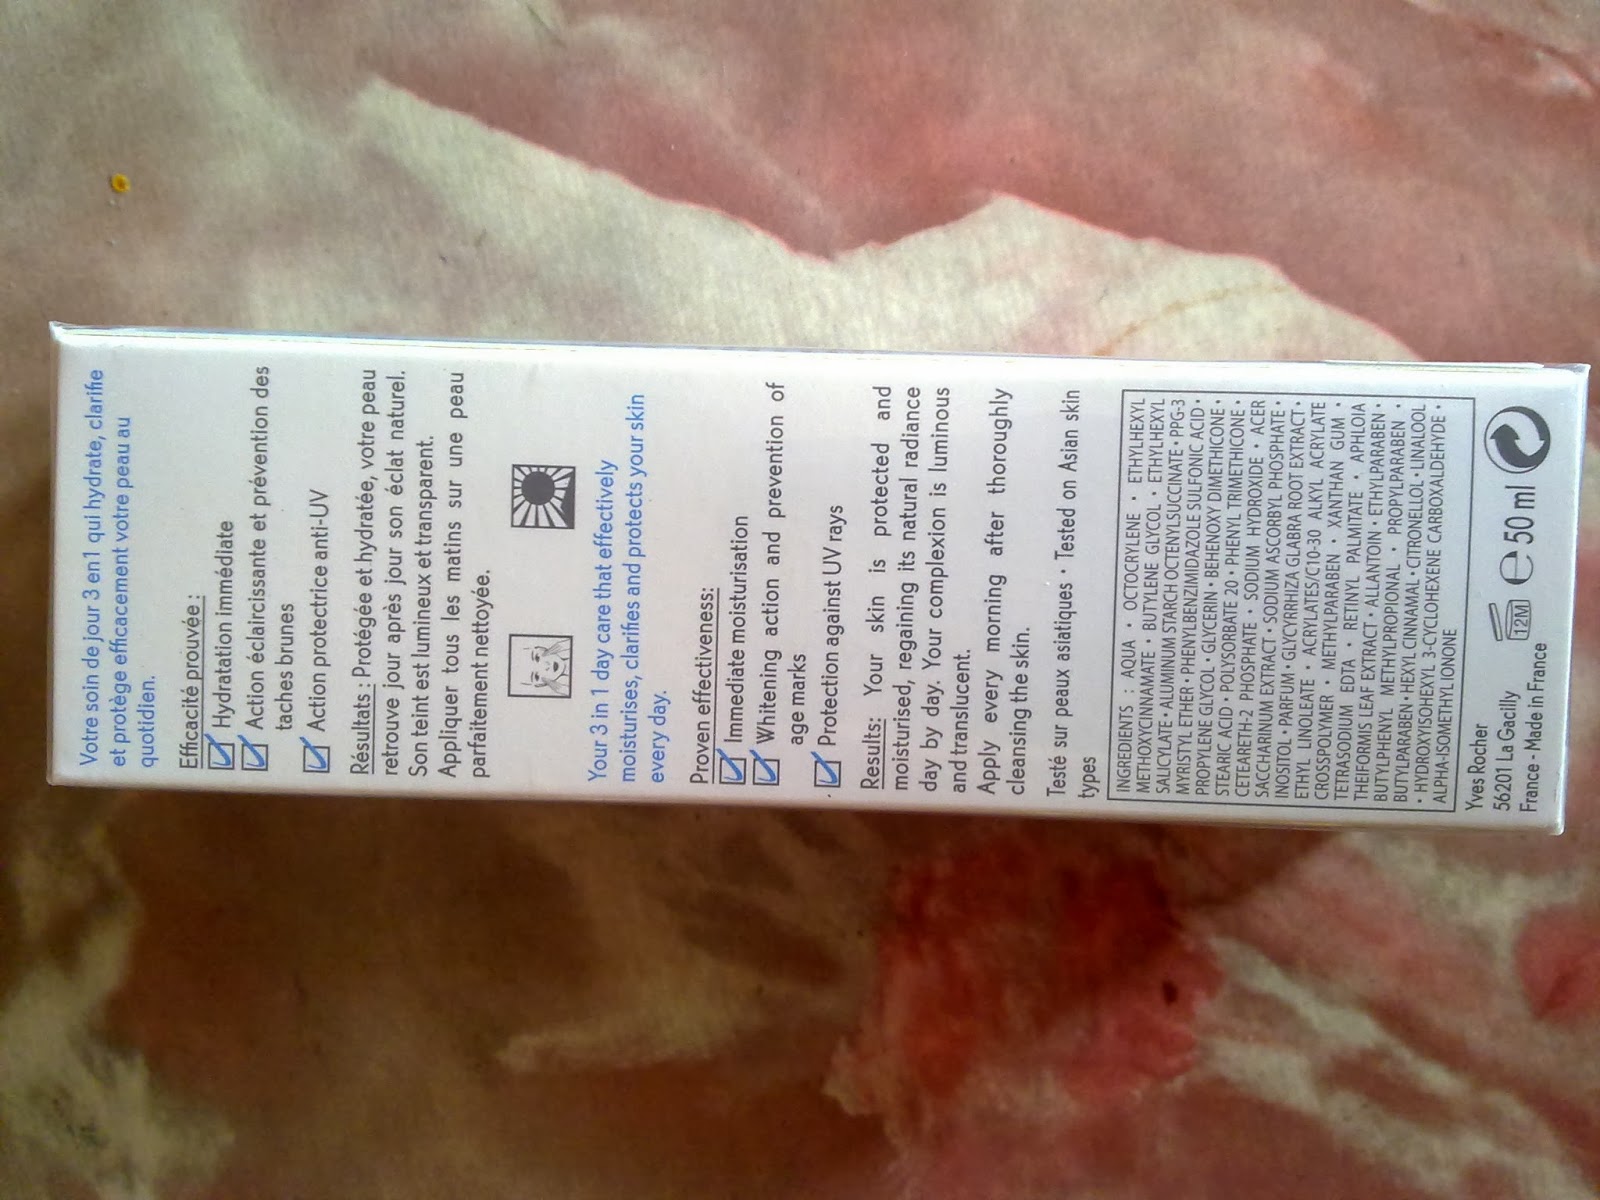 Votre soin de jour 3 en1 qui hydrate, clarifie
et protège efficacement votre peau au
quotidien.
Efficacité prouvée :
Hydratation immédiate
Action éclaircissante et prévention des
taches brunes
Action protectrice anti-UV
Résultats : Protégée et hydratée, votre peau
retrouve jour après jour son éclat naturel.
Son teint est lumineux et transparent.
Appliquer tous les matins sur une peau
parfaitement nettoyée.
Your 3 in 1 day care that effectively
moisturises, clarifies and protects your skin
every day.
Proven effectiveness:
Immediate moisturisation
Whitening action and prevention of
age marks
Protection against UV rays
Results: Your skin is protected and
moisturised, regaining its natural radiance
day by day. Your complexion is luminous
and translucent.
Apply every morning after thoroughly
cleansing the skin.
Testé sur peaux asiatiques • Tested on Asian skin
types
INGREDIENTS : AQUA • OCTOCRYLENE • ETHYLHEXYL
METHOXYCINNAMATE • BUTYLENE GLYCOL • ETHYLHEXYL
SALICYLATE • ALUMINUM STARCH OCTENYLSUCCINATE • PPG-3
MYRISTYL ETHER • PHENYLBENZIMIDAZOLE SULFONIC ACID •
PROPYLENE GLYCOL • GLYCERIN • BEHENOXY DIMETHICONE •
STEARIC ACID • POLYSORBATE 20 • PHENYL TRIMETHICONE •
CETEARETH-2 PHOSPHATE • SODIUM HYDROXIDE • ACER
SACCHARINUM EXTRACT • SODIUM ASCORBYL PHOSPHATE •
INOSITOL • PARFUM • GLYCYRRHIZA GLABRA ROOT EXTRACT •
ETHYL LINOLEATE • ACRYLATES/C10-30 ALKYL ACRYLATE
CROSSPOLYMER • METHYLPARABEN • XANTHAN GUM •
TETRASODIUM EDTA • RETINYL PALMITATE • APHLOIA
THEIFORMIS LEAF EXTRACT • ALLANTOIN • ETHYLPARABEN •
BUTYLPHENYL METHYLPROPIONAL • PROPYLPARABEN •
BUTYLPARABEN • HEXYL CINNAMAL • CITRONELLOL • LINALOOL
• HYDROXYISOHEXYL 3-CYCLOHEXENE CARBOXALDEHYDE •
ALPHA-ISOMETHYL IONONE
Yves Rocher
56201 La Gacilly
France - Made in France
12M
e 50 ml